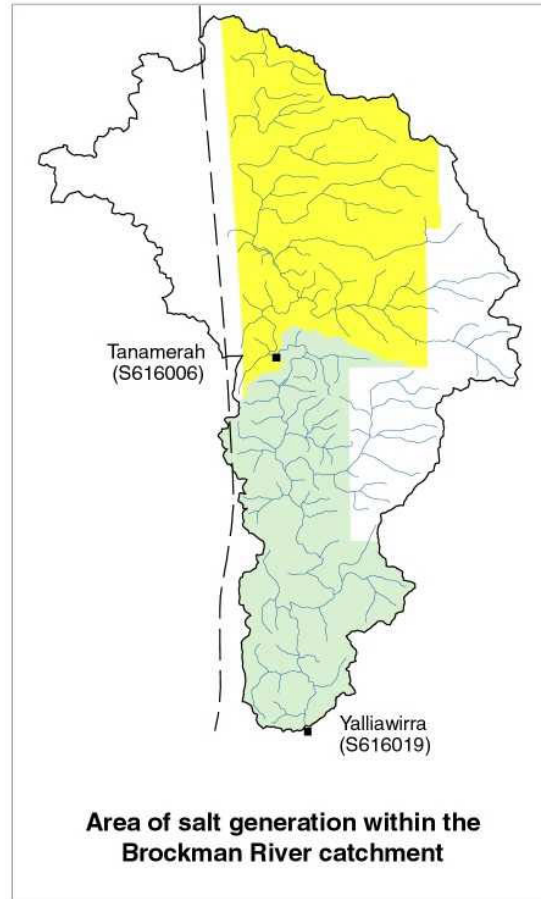 Tanamerah
(S616006)
Yalliawirra
(S616019)
Area of salt generation within the
Brockman River catchment